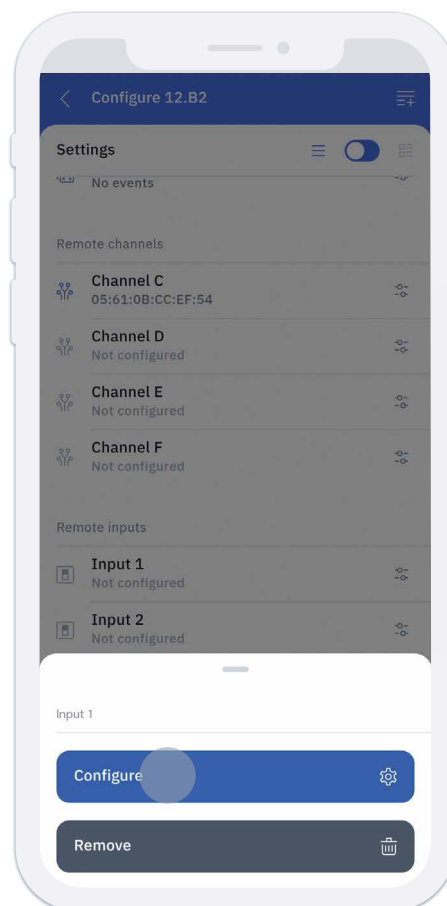 Configure 12.B2
Settings
No events
Remote channels
Channel C
05:61:0B:CC:EF:54
Channel D
Not configured
Channel E
Not configured
Channel F
Not configured
Remote inputs
Input 1
Not configured
Input 2
Not configured
Input 1
Configure
Remove